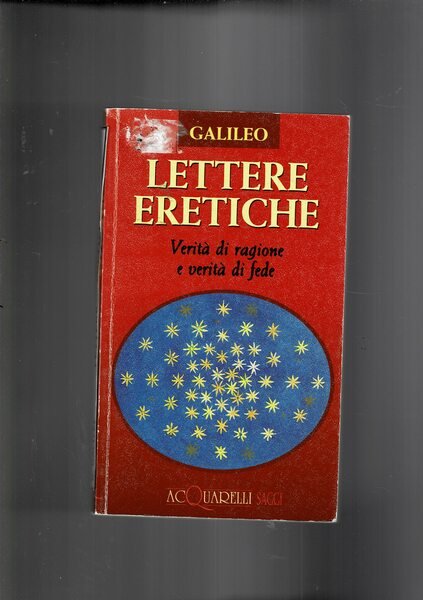 GALILEO
LETTERE
ERETICHE
Verità di ragione
e verità di fede
ACQUARELLI SAGGI